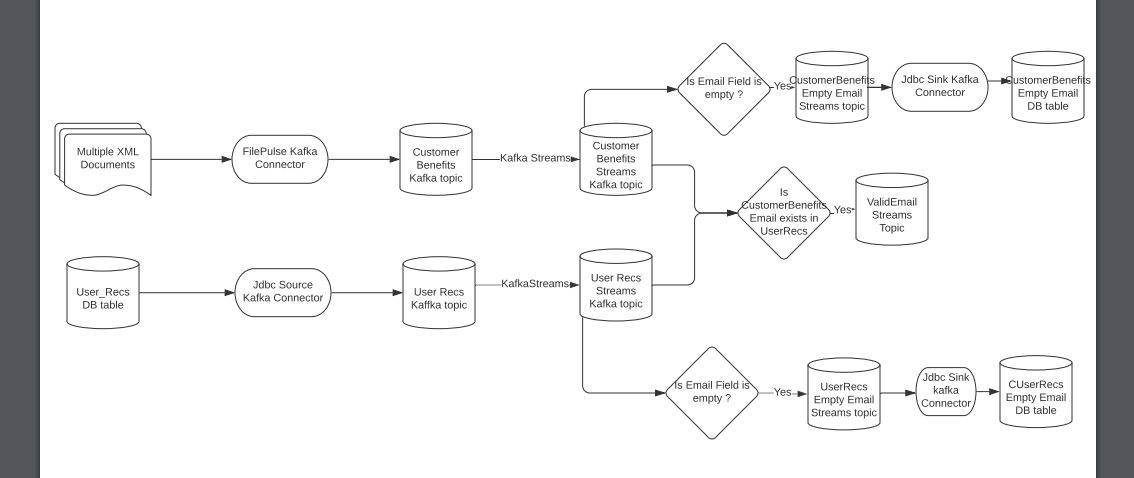 Is Email Field is
empty ?
Yes
CustomerBenefits
Empty Email
Streams topic
Jdbc Sink Kafka
Connector
CustomerBenefits
Empty Email
DB table
Multiple XML
Documents
FilePulse Kafka
Connector
Customer
Benefits
Kafka topic
Kafka Streams
Customer
Benefits
Streams
Kafka topic
Is
CustomerBenefits
Email exists in
UserRecs
Yes
ValidEmail
Streams
Topic
User_Recs
DB table
Jdbc Source
Kafka Connector
User Recs
Kaffka topic
KafkaStreams
User Recs
Streams
Kafka topic
Is Email Field is
empty ?
Yes
UserRecs
Empty Email
Streams topic
Jdbc Sink
kafka
Connector
CUserRecs
Empty Email
DB table